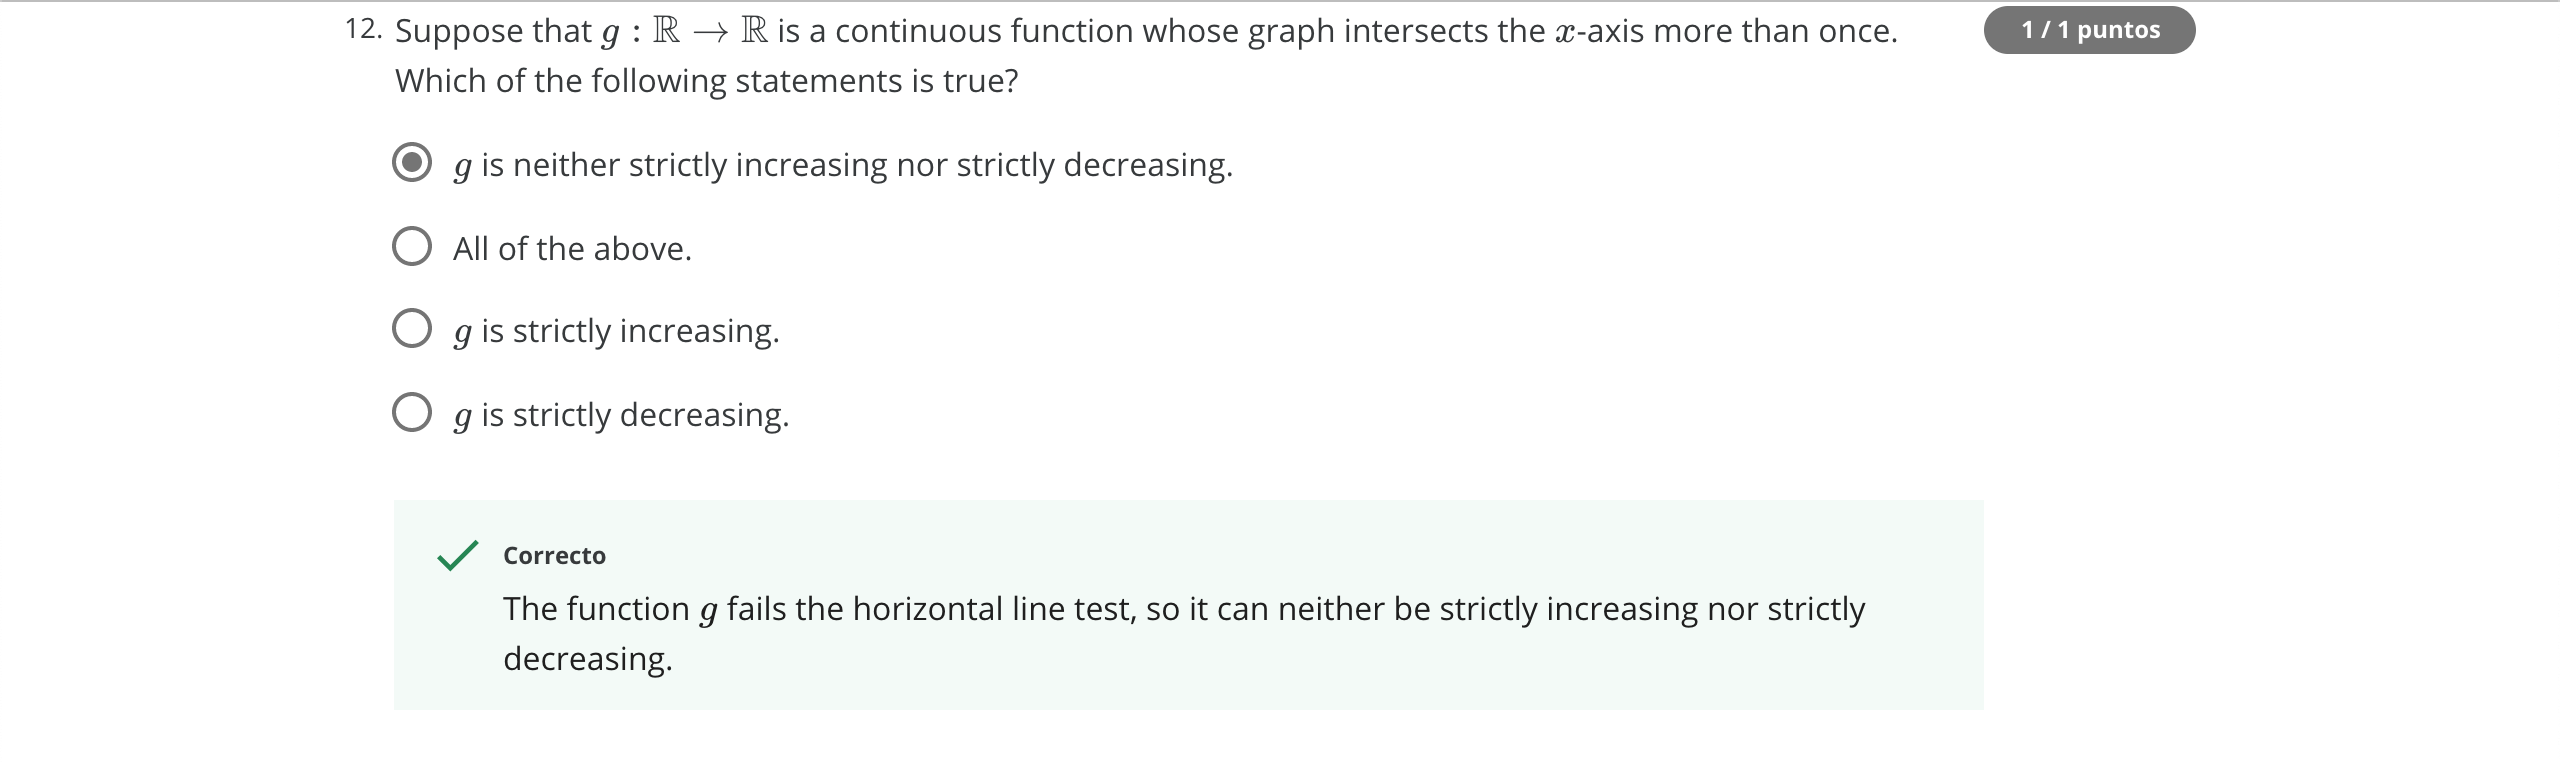 12. Suppose that g : ℝ → ℝ is a continuous function whose graph intersects the x-axis more than once.
1 / 1 puntos
Which of the following statements is true?
g is neither strictly increasing nor strictly decreasing.
All of the above.
g is strictly increasing.
g is strictly decreasing.
Correcto
The function g fails the horizontal line test, so it can neither be strictly increasing nor strictly
decreasing.